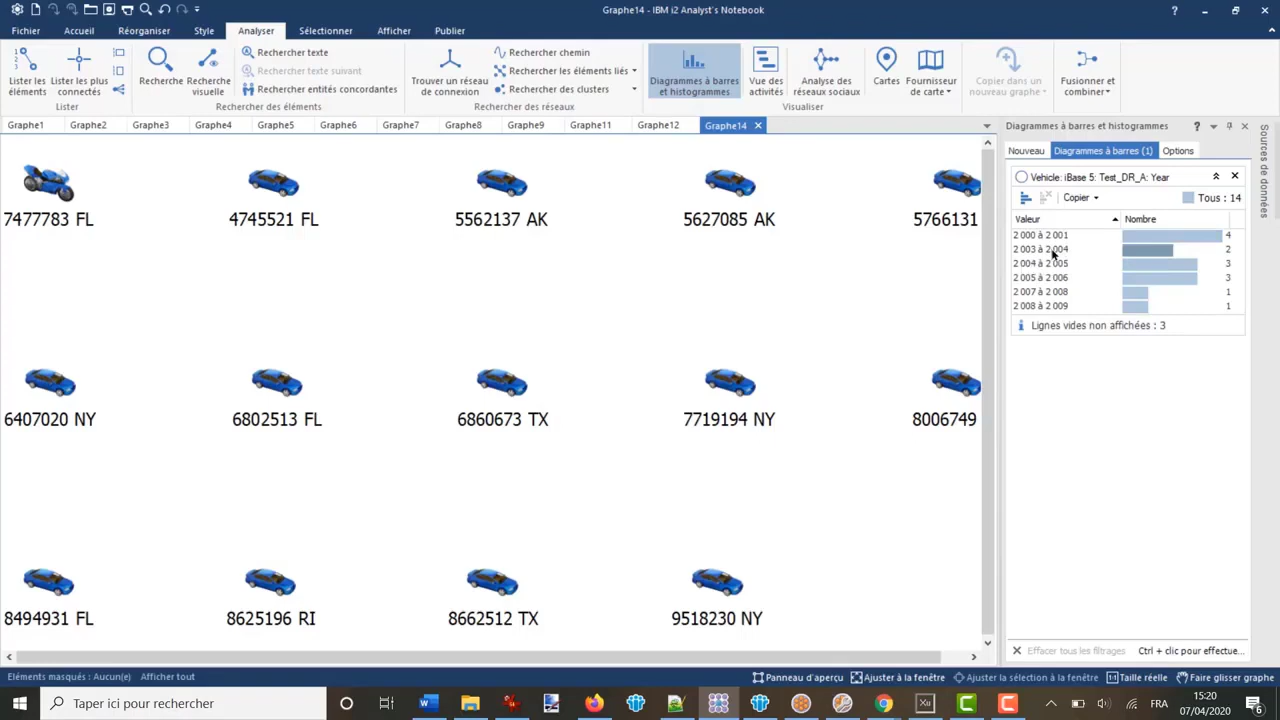 Graphe14 - IBM i2 Analyst's Notebook
Fichier Accueil Réorganiser Style Analyser Sélectionner Afficher Publier
Lister les éléments
Lister les plus connectés
Lister
Recherche
Recherche visuelle
Rechercher texte
Rechercher texte suivant
Rechercher entités concordantes
Rechercher des éléments
Trouver un réseau de connexion
Rechercher chemin
Rechercher les éléments liés
Rechercher des clusters
Rechercher des réseaux
Diagrammes à barres et histogrammes
Vue des activités
Analyse des réseaux sociaux
Cartes
Fournisseur de carte
Visualiser
Copier dans un nouveau graphe
Fusionner et combiner
Graphe1 Graphe2 Graphe3 Graphe4 Graphe5 Graphe6 Graphe7 Graphe8 Graphe9 Graphe11 Graphe12 Graphe14
7477783 FL 4745521 FL 5562137 AK 5627085 AK 5766131
6407020 NY 6802513 FL 6860673 TX 7719194 NY 8006749
8494931 FL 8625196 RI 8662512 TX 9518230 NY
Diagrammes à barres et histogrammes
Nouveau Diagrammes à barres (1) Options
Vehicle: iBase 5: Test_DR_A: Year
Copier Tous : 14
Valeur Nombre
2 000 à 2 001 4
2 003 à 2 004 2
2 004 à 2 005 3
2 005 à 2 006 3
2 007 à 2 008 1
2 008 à 2 009 1
Lignes vides non affichées : 3
Effacer tous les filtrages Ctrl + clic pour effectue...
Sources de données
Eléments masqués : Aucun(e) Afficher tout Panneau d'aperçu Ajuster à la fenêtre Ajuster la sélection à la fenêtre Taille réelle Faire glisser graphe
Taper ici pour rechercher
FRA
15:20
07/04/2020
6